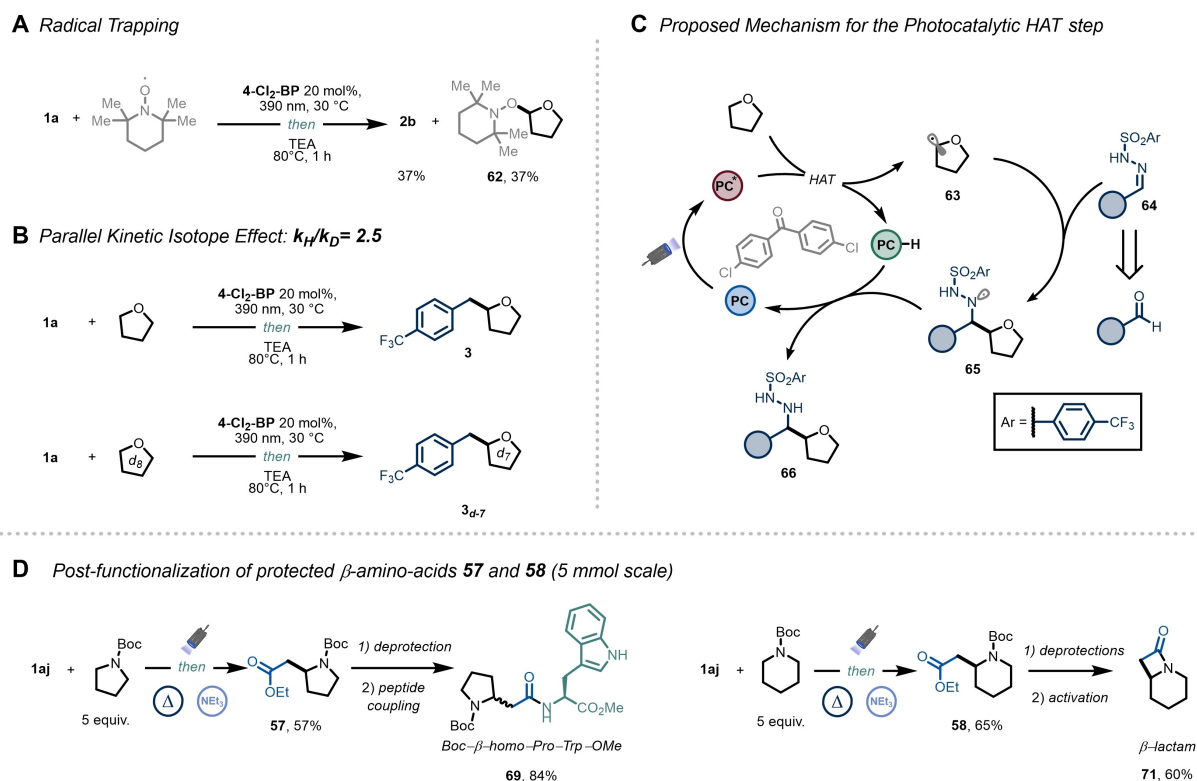 A Radical Trapping
1a
+
O
Me
Me
Me
Me
N
4-Cl2-BP 20 mol%,
390 nm, 30 °C
then
TEA
80°C, 1 h
2b
37%
+
Me
Me
N
O
O
Me
Me
62, 37%
B Parallel Kinetic Isotope Effect: kH/kD= 2.5
1a
+
O
4-Cl2-BP 20 mol%,
390 nm, 30 °C
then
TEA
80°C, 1 h
F3C
O
3
1a
+
O
d8
4-Cl2-BP 20 mol%,
390 nm, 30 °C
then
TEA
80°C, 1 h
F3C
O
d7
3d-7
C Proposed Mechanism for the Photocatalytic HAT step
O
PC*
HAT
O
63
SO2Ar
HN
N
64
O
Cl
Cl
PC–H
PC
SO2Ar
HN
N
O
65
O
H
SO2Ar
HN
NH
O
66
Ar =
CF3
D Post-functionalization of protected β-amino-acids 57 and 58 (5 mmol scale)
1aj
+
Boc
N
5 equiv.
then
Δ
NEt3
O
OEt
Boc
N
57, 57%
1) deprotection
2) peptide
coupling
N
Boc
O
N
H
NH
CO2Me
Boc–β–homo–Pro–Trp–OMe
69, 84%
1aj
+
Boc
N
5 equiv.
then
Δ
NEt3
O
OEt
Boc
N
58, 65%
1) deprotections
2) activation
O
N
β–lactam
71, 60%